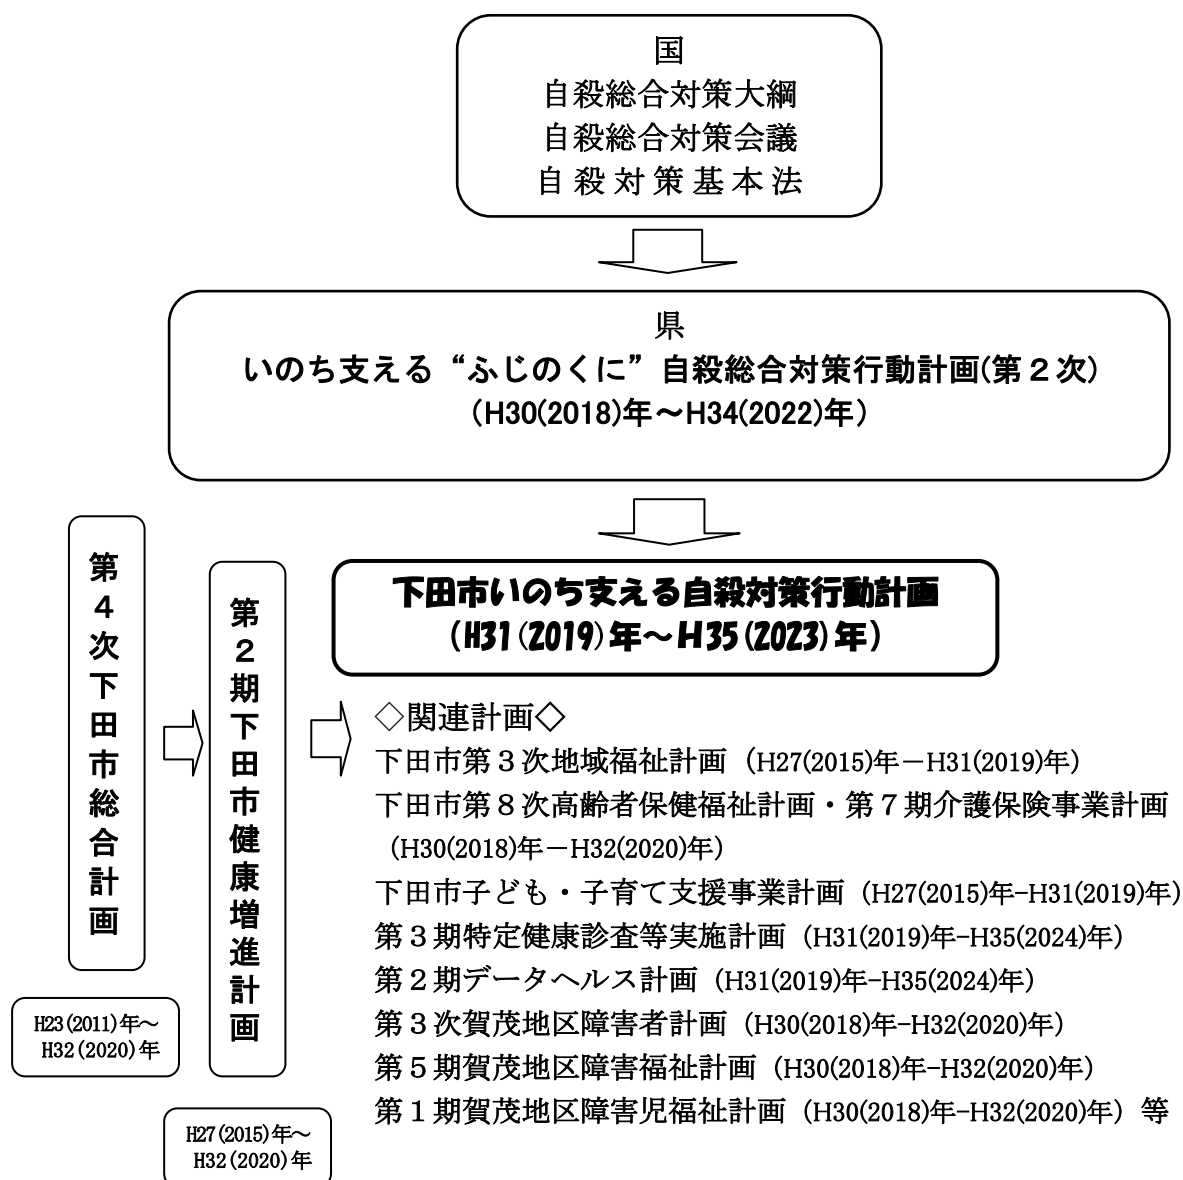 国
自殺総合対策大綱
自殺総合対策会議
自殺対策基本法
県
いのち支える“ふじのくに”自殺総合対策行動計画(第２次)
（H30(2018)年～H34(2022)年）
第４次下田市総合計画
H23(2011)年～
H32(2020)年
第２期下田市健康増進計画
H27(2015)年～
H32(2020)年
下田市いのち支える自殺対策行動計画
（H31(2019)年～H35(2023)年）
◇関連計画◇
下田市第３次地域福祉計画（H27(2015)年－H31(2019)年）
下田市第８次高齢者保健福祉計画・第７期介護保険事業計画
（H30(2018)年－H32(2020)年）
下田市子ども・子育て支援事業計画（H27(2015)年-H31(2019)年）
第３期特定健康診査等実施計画（H31(2019)年-H35(2024)年）
第２期データヘルス計画（H31(2019)年-H35(2024)年）
第３次賀茂地区障害者計画（H30(2018)年-H32(2020)年）
第５期賀茂地区障害福祉計画（H30(2018)年-H32(2020)年）
第１期賀茂地区障害児福祉計画（H30(2018)年-H32(2020)年）等